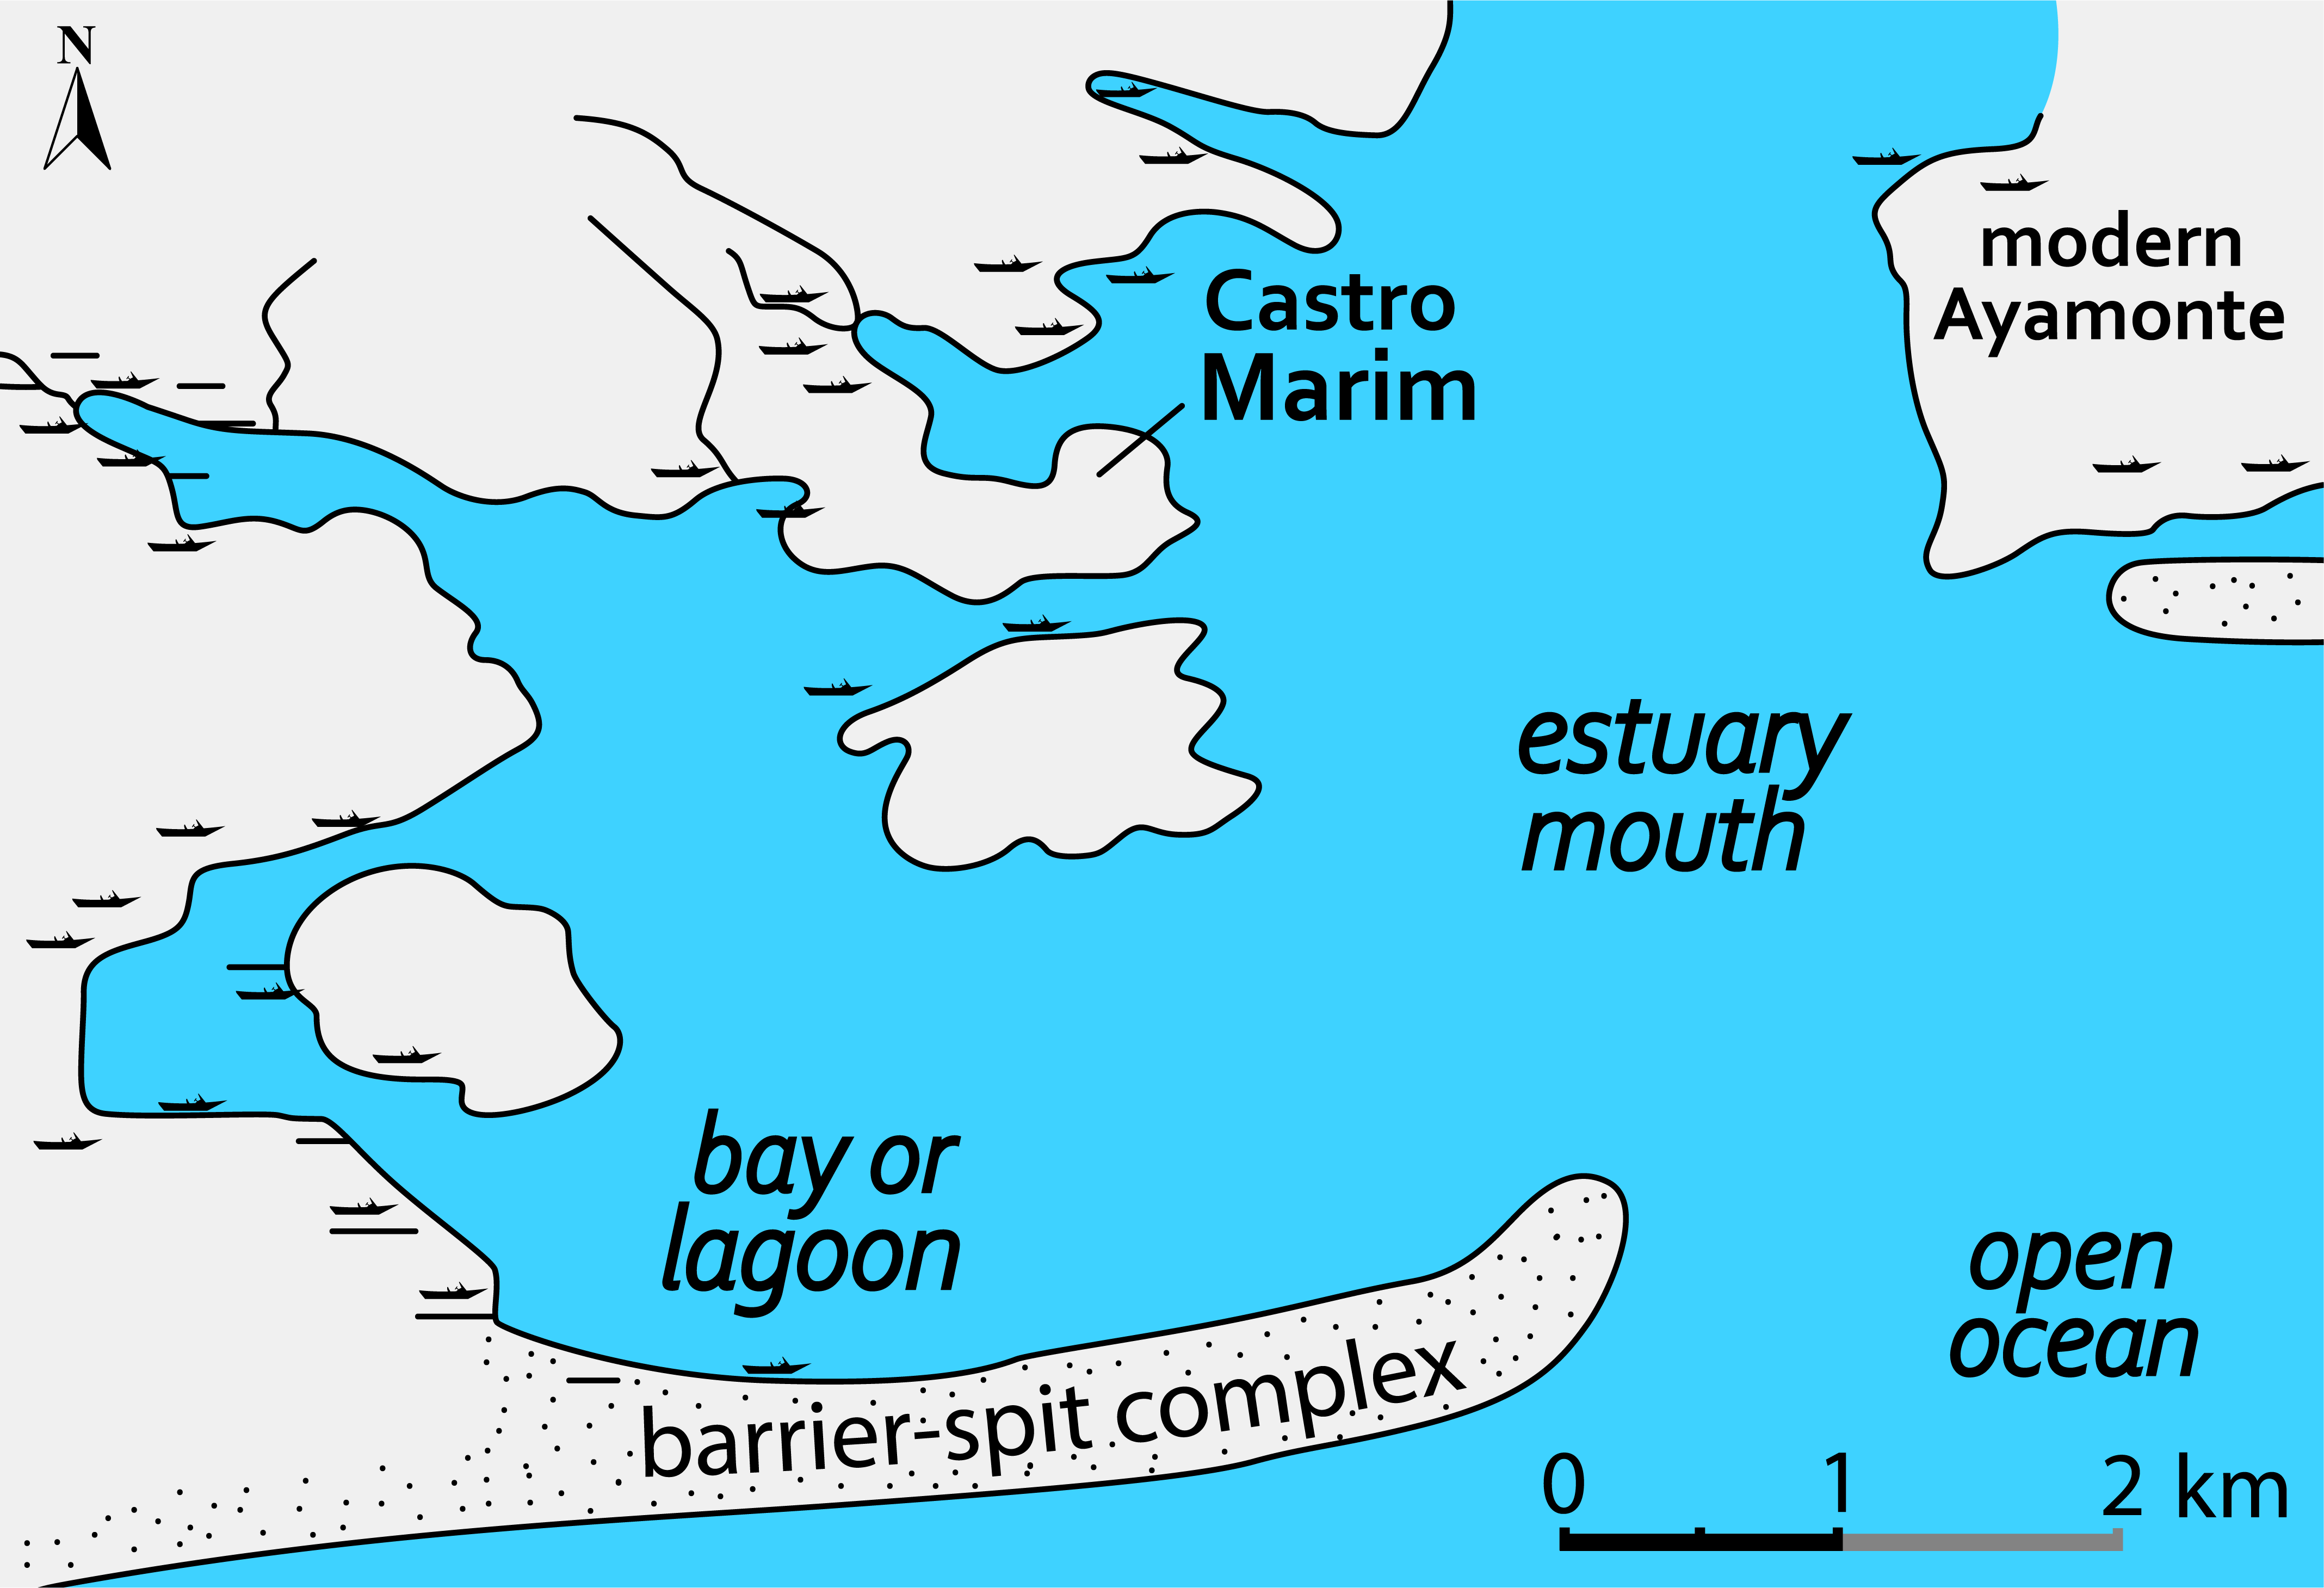 N
Castro
Marim
modern
Ayamonte
estuary
mouth
bay or
lagoon
open
ocean
barrier-spit complex
0 1 2 km